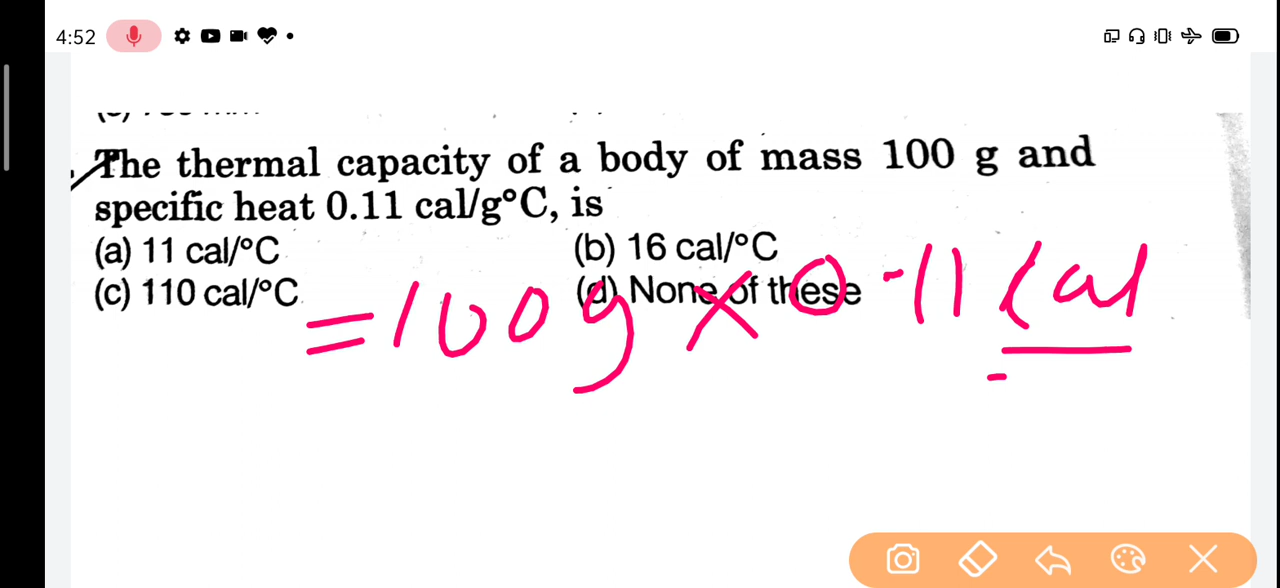 4:52
The thermal capacity of a body of mass 100 g and
specific heat 0.11 cal/g°C, is
(a) 11 cal/°C
(b) 16 cal/°C
(c) 110 cal/°C
(d) None of these
=100g×0.11 cal